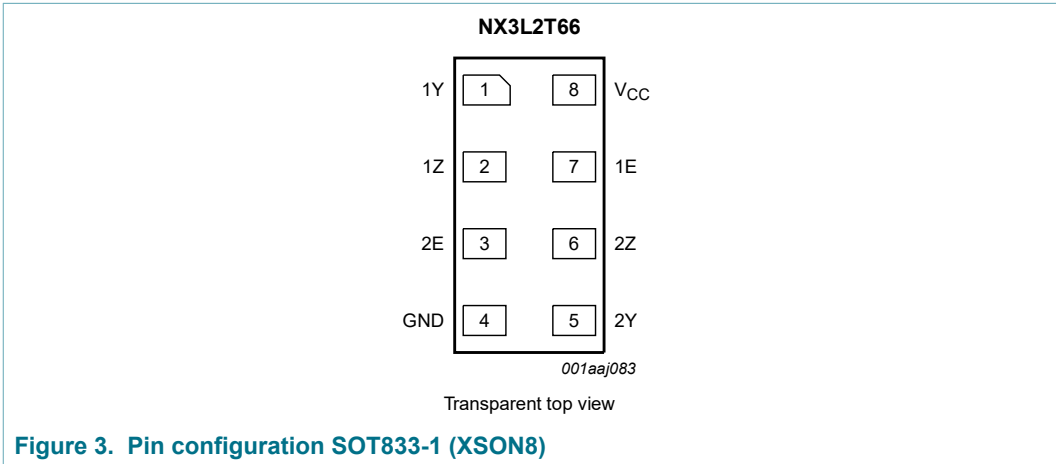 NX3L2T66
1Y 1 8 VCC
1Z 2 7 1E
2E 3 6 2Z
GND 4 5 2Y
001aaj083
Transparent top view
Figure 3. Pin configuration SOT833-1 (XSON8)